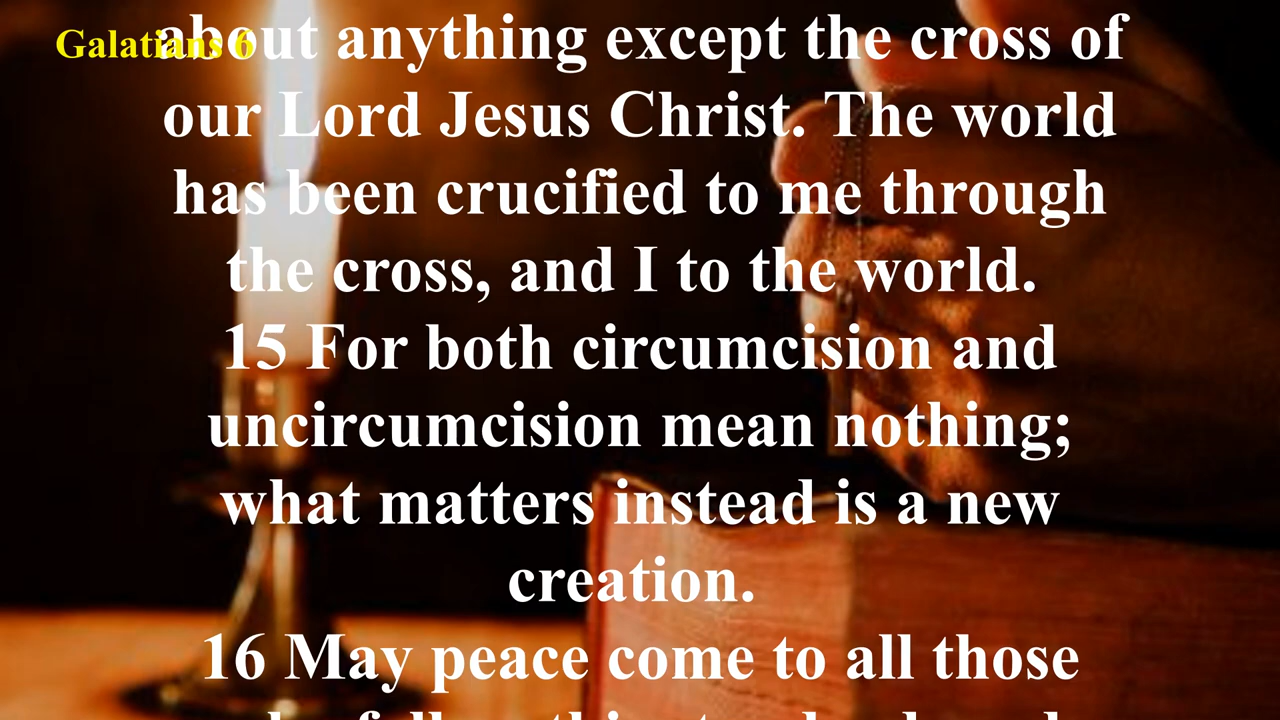 Galatians 6
about anything except the cross of
our Lord Jesus Christ. The world
has been crucified to me through
the cross, and I to the world.
15 For both circumcision and
uncircumcision mean nothing;
what matters instead is a new
creation.
16 May peace come to all those